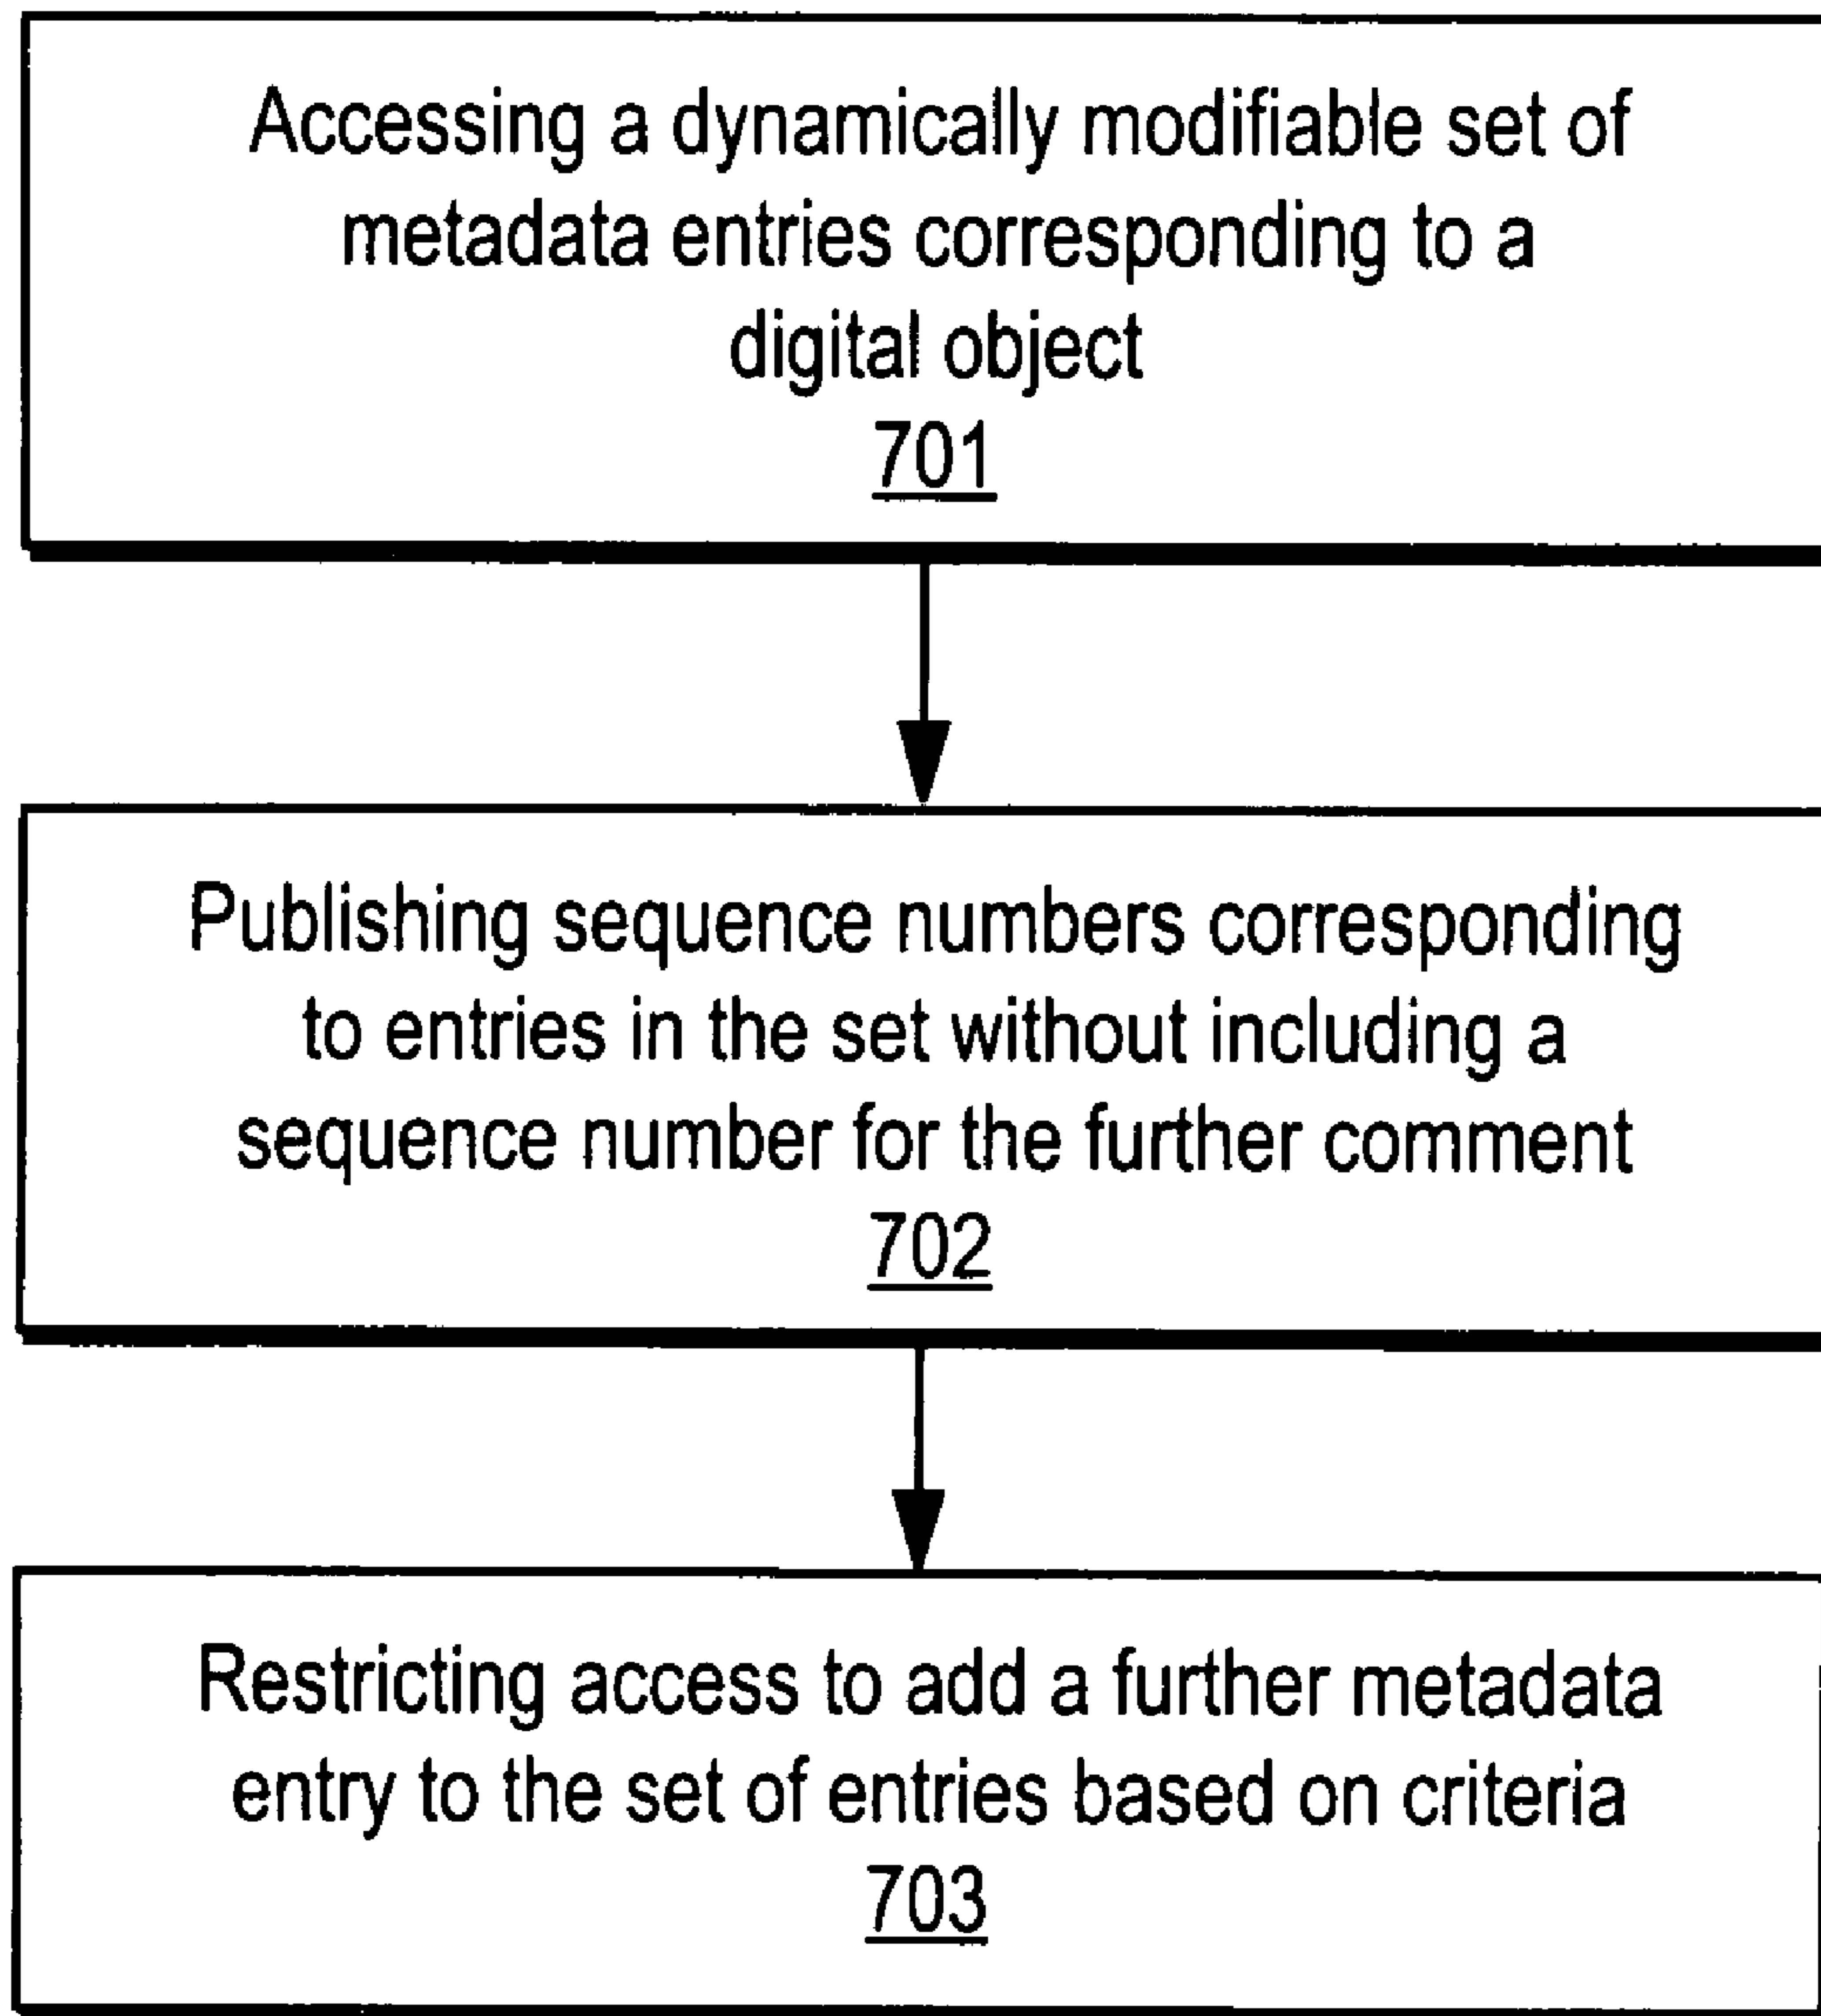 Accessing a dynamically modifiable set of
metadata entries corresponding to a
digital object
701
Publishing sequence numbers corresponding
to entries in the set without including a
sequence number for the further comment
702
Restricting access to add a further metadata
entry to the set of entries based on criteria
703